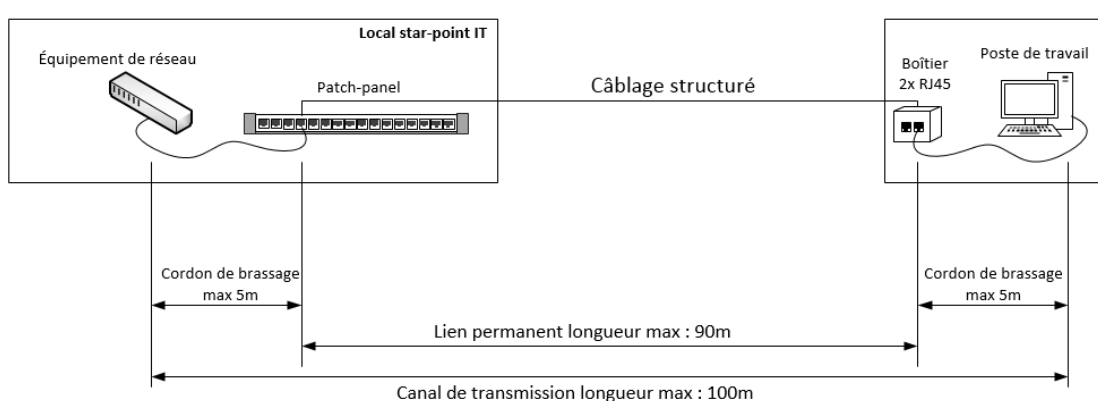 Local star-point IT
Équipement de réseau
Patch-panel
Câblage structuré
Boîtier
2x RJ45
Poste de travail
Cordon de brassage
max 5m
Cordon de brassage
max 5m
Lien permanent longueur max : 90m
Canal de transmission longueur max : 100m